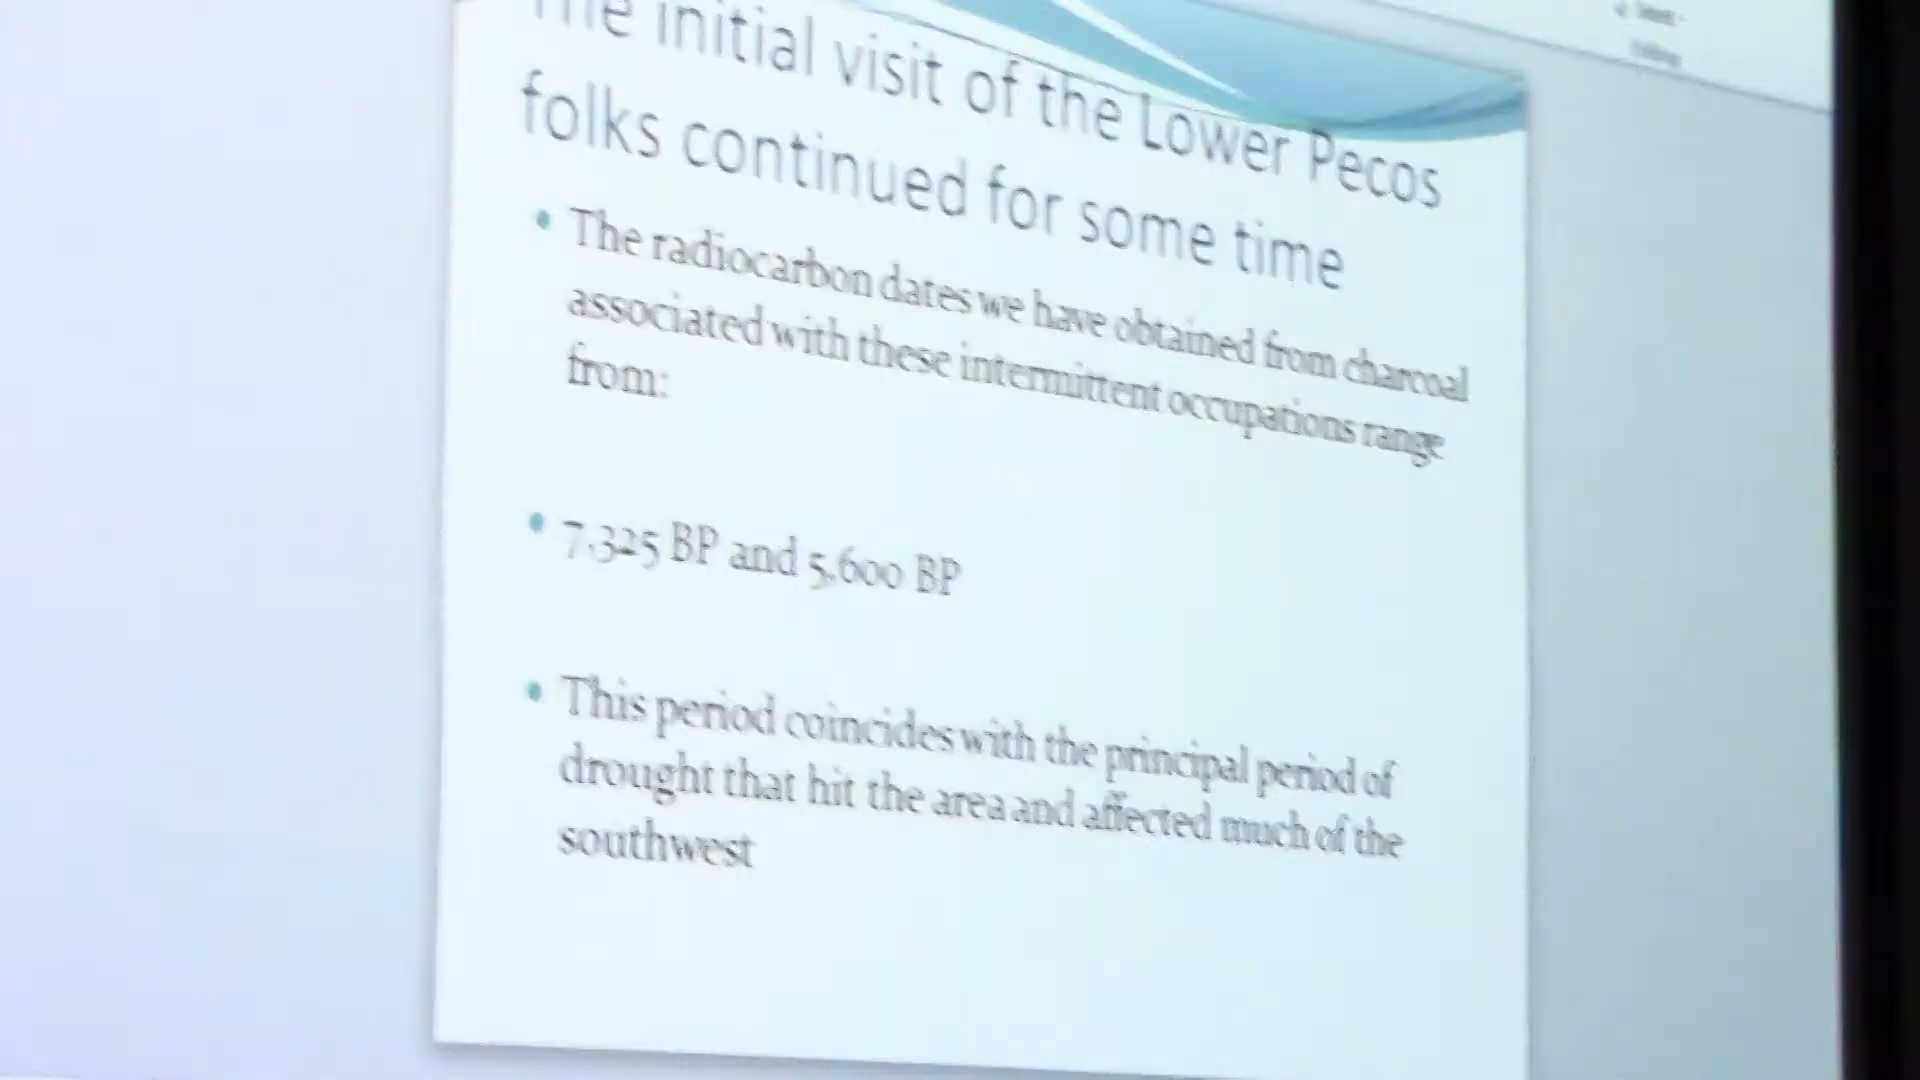 The initial visit of the Lower Pecos
folks continued for some time
• The radiocarbon dates we have obtained from charcoal
associated with these intermittent occupations range
from:
• 7,325 BP and 5,600 BP
• This period coincides with the principal period of
drought that hit the area and affected much of the
southwest